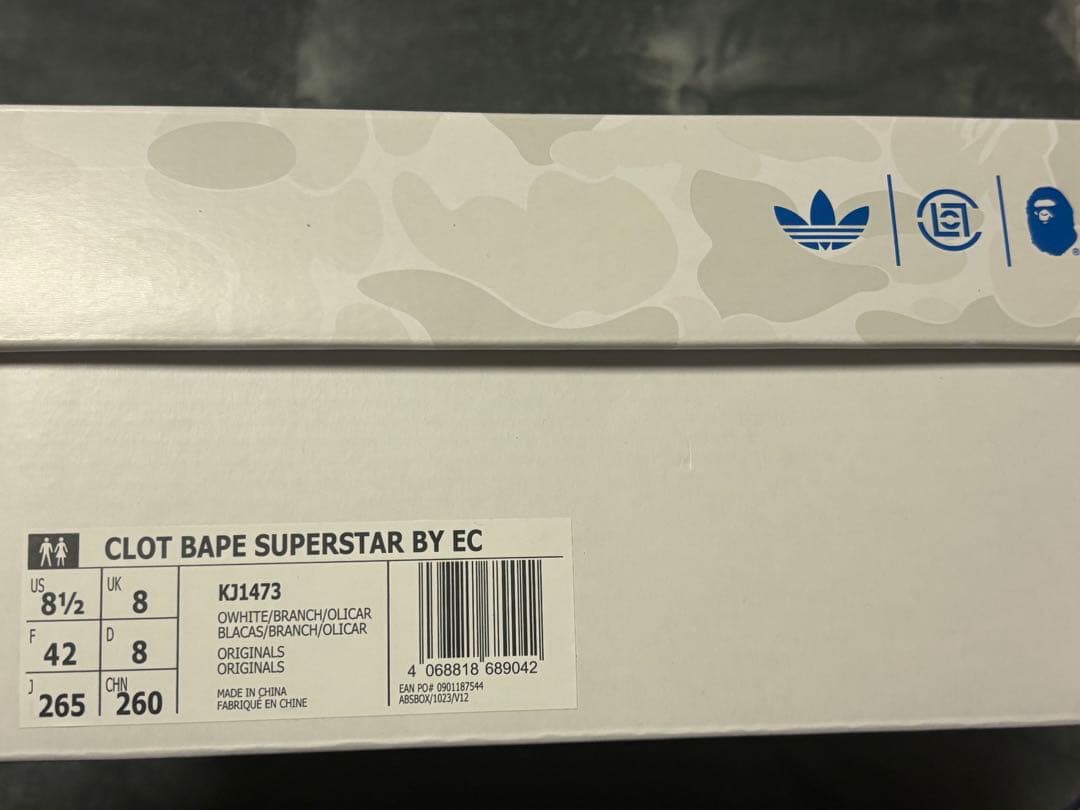 CLOT BAPE SUPERSTAR BY EC
US 8½
UK 8
F 42
D 8
J 265
CHN 260
KJ1473
OWHITE/BRANCH/OLICAR
BLACAS/BRANCH/OLICAR
ORIGINALS
ORIGINALS
MADE IN CHINA
FABRIQUÉ EN CHINE
4 068818 689042
EAN PO# 0901187544
ABSBOX/1023/V12